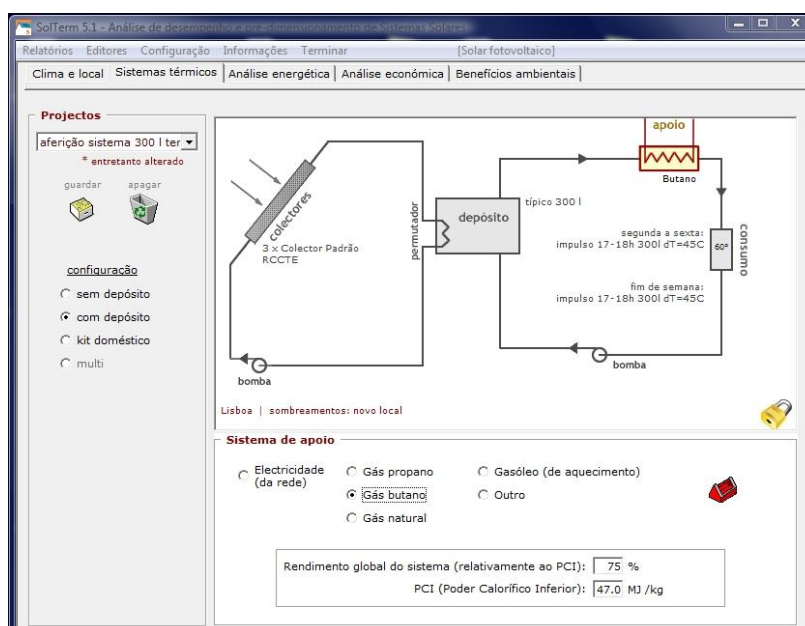 SolTerm 5.1 - Análise de desempenho e pré-dimensionamento de Sistemas Solares
Relatórios Editores Configuração Informações Terminar [Solar fotovoltaico]
Clima e local Sistemas térmicos Análise energética Análise económica Benefícios ambientais
Projectos
aferição sistema 300 l ter
* entretanto alterado
guardar apagar
configuração
sem depósito
com depósito
kit doméstico
multi
apoio
Butano
colectores
3 x Colector Padrão
RCCTE
permutador
depósito
típico 300 l
segunda a sexta:
impulso 17-18h 300l dT=45C
60º
consumo
fim de semana:
impulso 17-18h 300l dT=45C
bomba
bomba
Lisboa | sombreamentos: novo local
Sistema de apoio
Electricidade
(da rede)
Gás propano
Gás butano
Gás natural
Gasóleo (de aquecimento)
Outro
Rendimento global do sistema (relativamente ao PCI): 75 %
PCI (Poder Calorífico Inferior): 47.0 MJ /kg